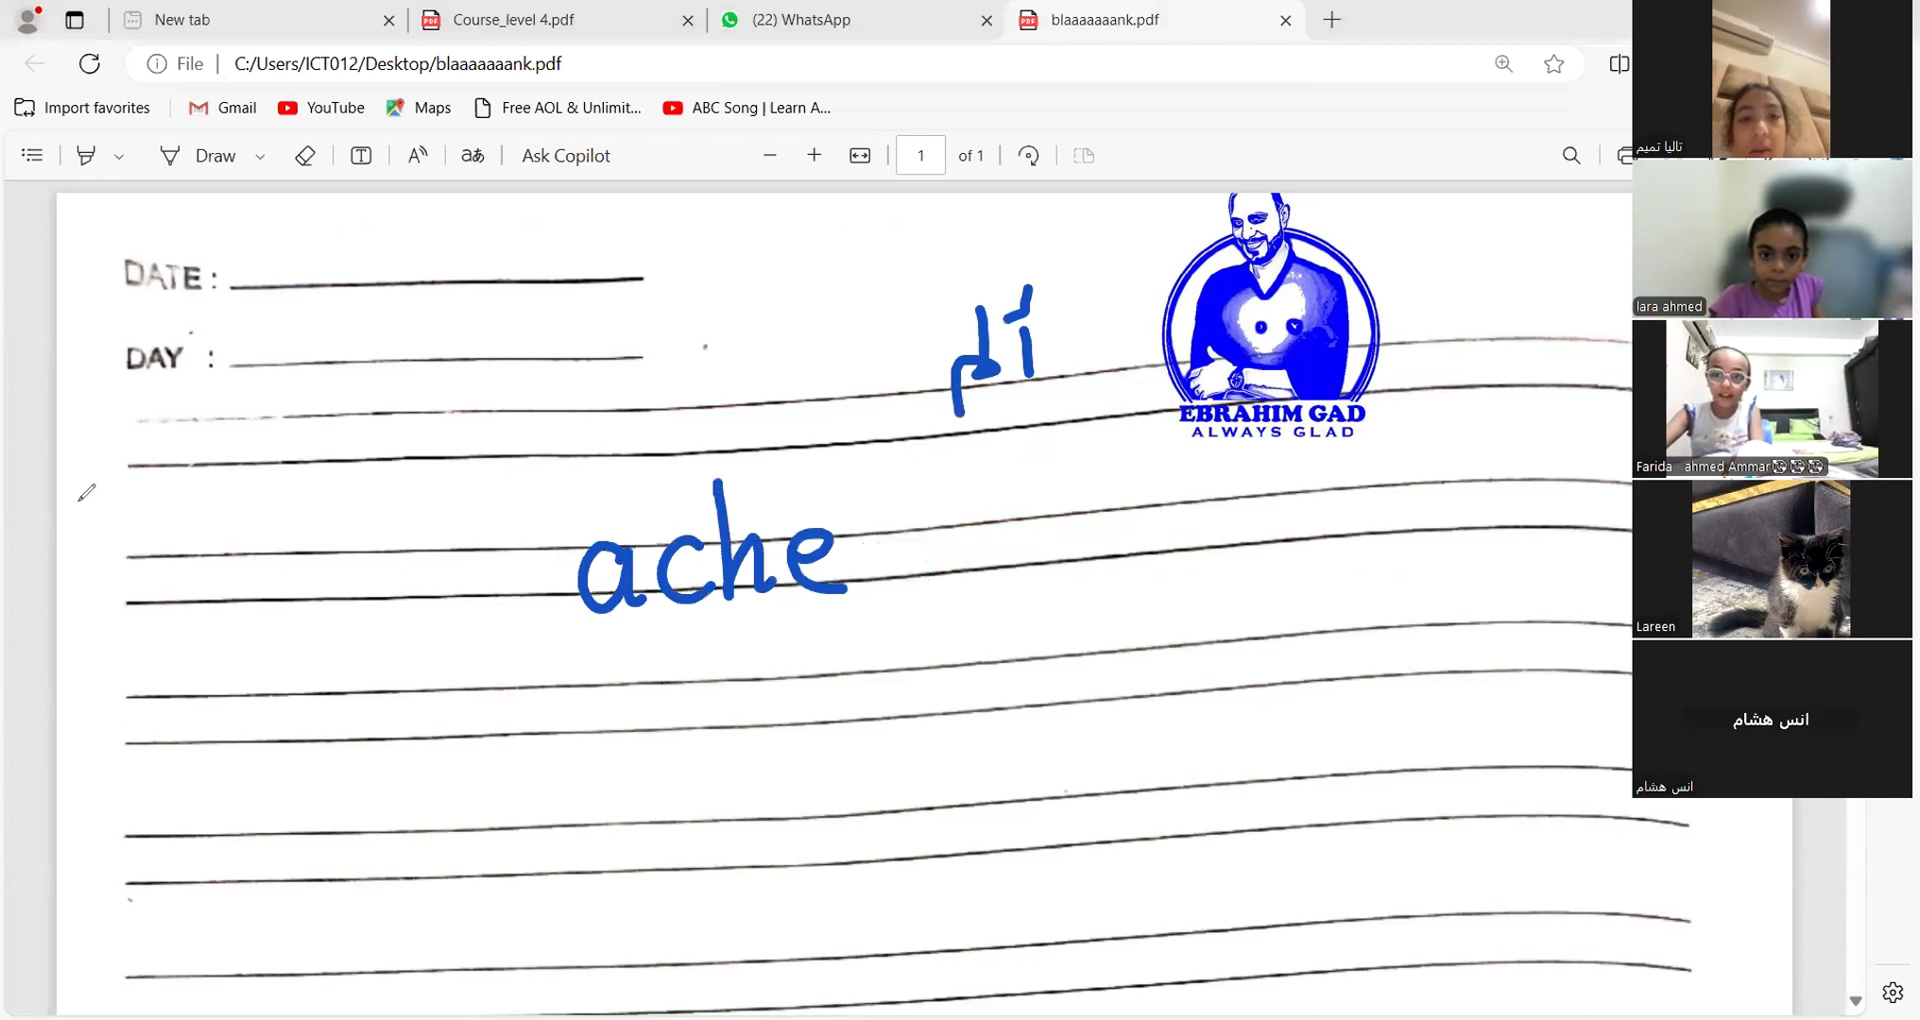 New tab
Course_level 4.pdf
(22) WhatsApp
blaaaaaaank.pdf
File
C:/Users/ICT012/Desktop/blaaaaaaank.pdf
Import favorites
Gmail
YouTube
Maps
Free AOL & Unlimit...
ABC Song | Learn A...
Draw
Ask Copilot
1
of 1
DATE :
DAY :
ألم
EBRAHIM GAD
ALWAYS GLAD
ache
تاليا تميم
lara ahmed
Farida ahmed Ammar
Lareen
انس هشام
انس هشام